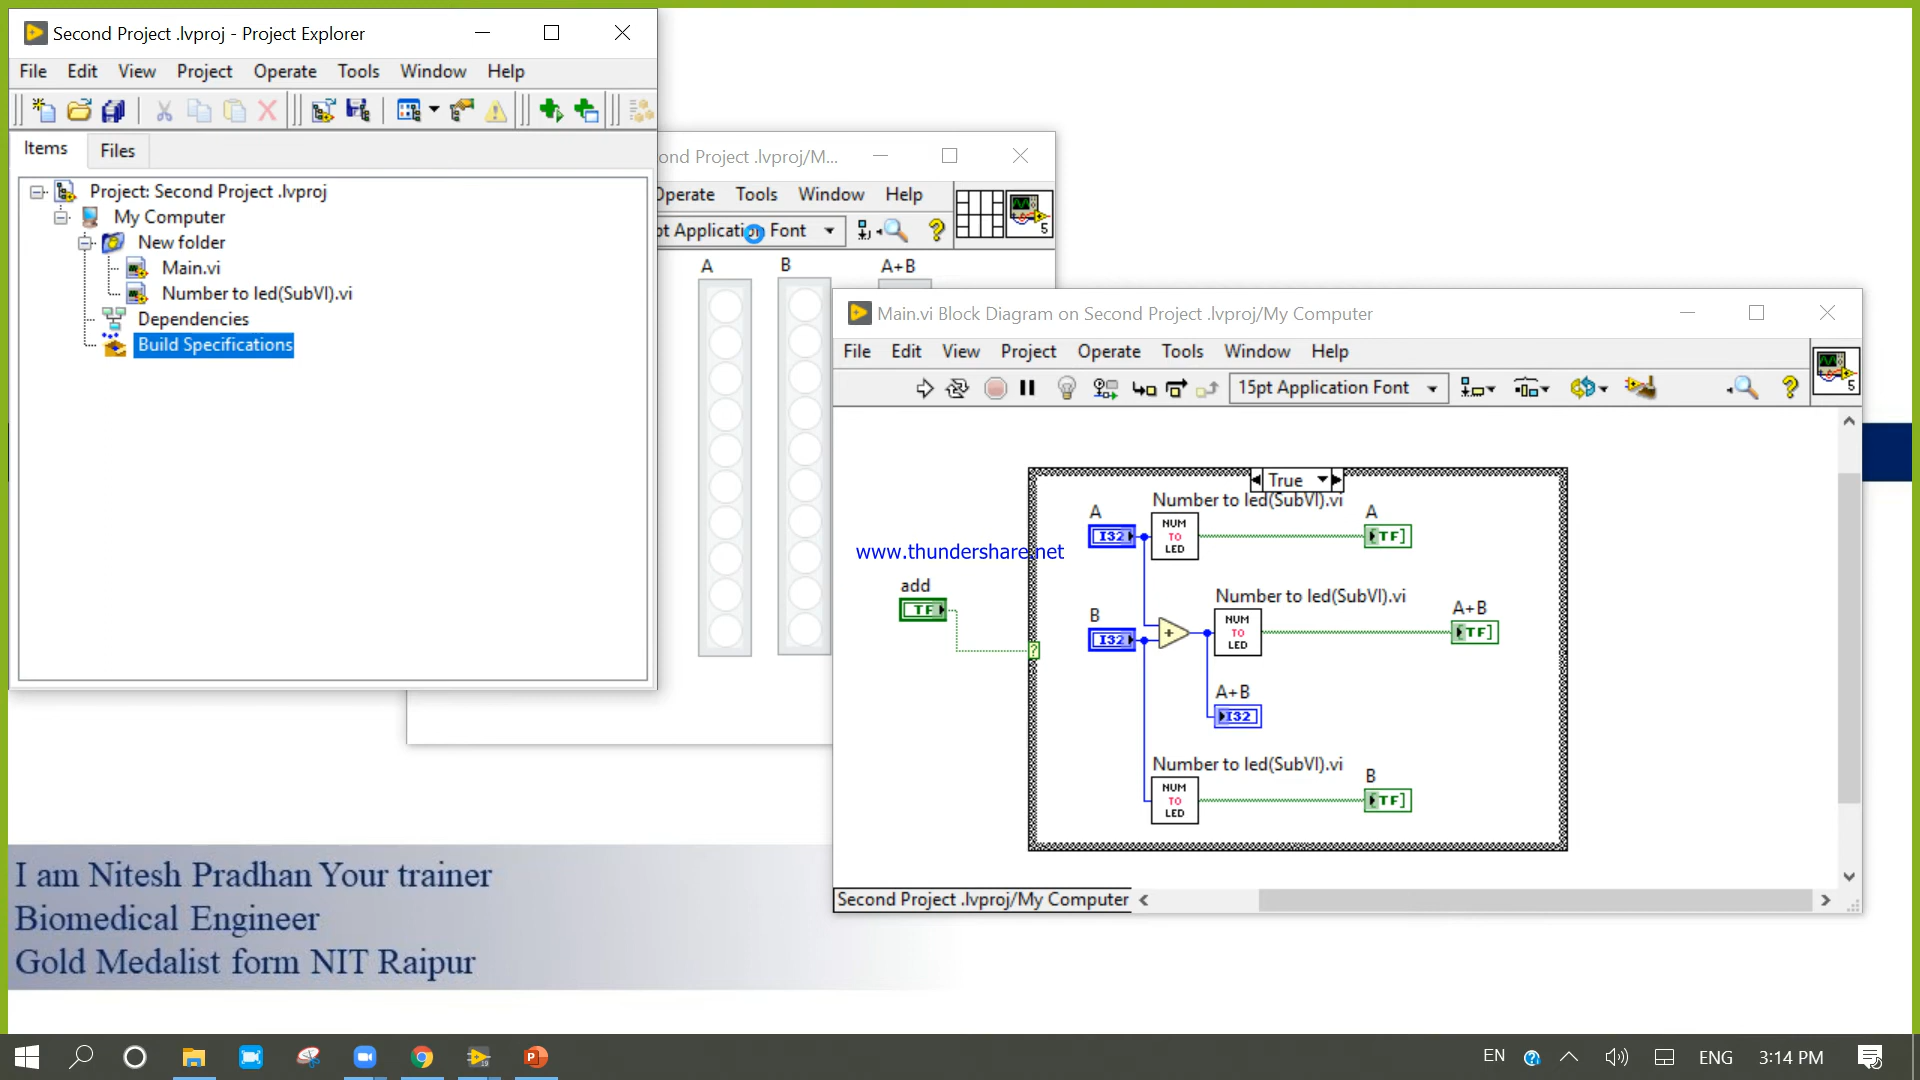 Second Project .lvproj - Project Explorer
File Edit View Project Operate Tools Window Help
Items Files
Project: Second Project .lvproj
My Computer
New folder
Main.vi
Number to led(SubVI).vi
Dependencies
Build Specifications
ond Project .lvproj/M...
Operate Tools Window Help
pt Application Font
5
A B A+B
Main.vi Block Diagram on Second Project .lvproj/My Computer
File Edit View Project Operate Tools Window Help
15pt Application Font
5
True
Number to led(SubVI).vi
A
I32
NUM
TO
LED
A
TF
www.thundershare.net
add
TF
Number to led(SubVI).vi
B
I32
NUM
TO
LED
A+B
TF
A+B
I32
Number to led(SubVI).vi
NUM
TO
LED
B
TF
Second Project .lvproj/My Computer
I am Nitesh Pradhan Your trainer
Biomedical Engineer
Gold Medalist form NIT Raipur
EN ENG 3:14 PM